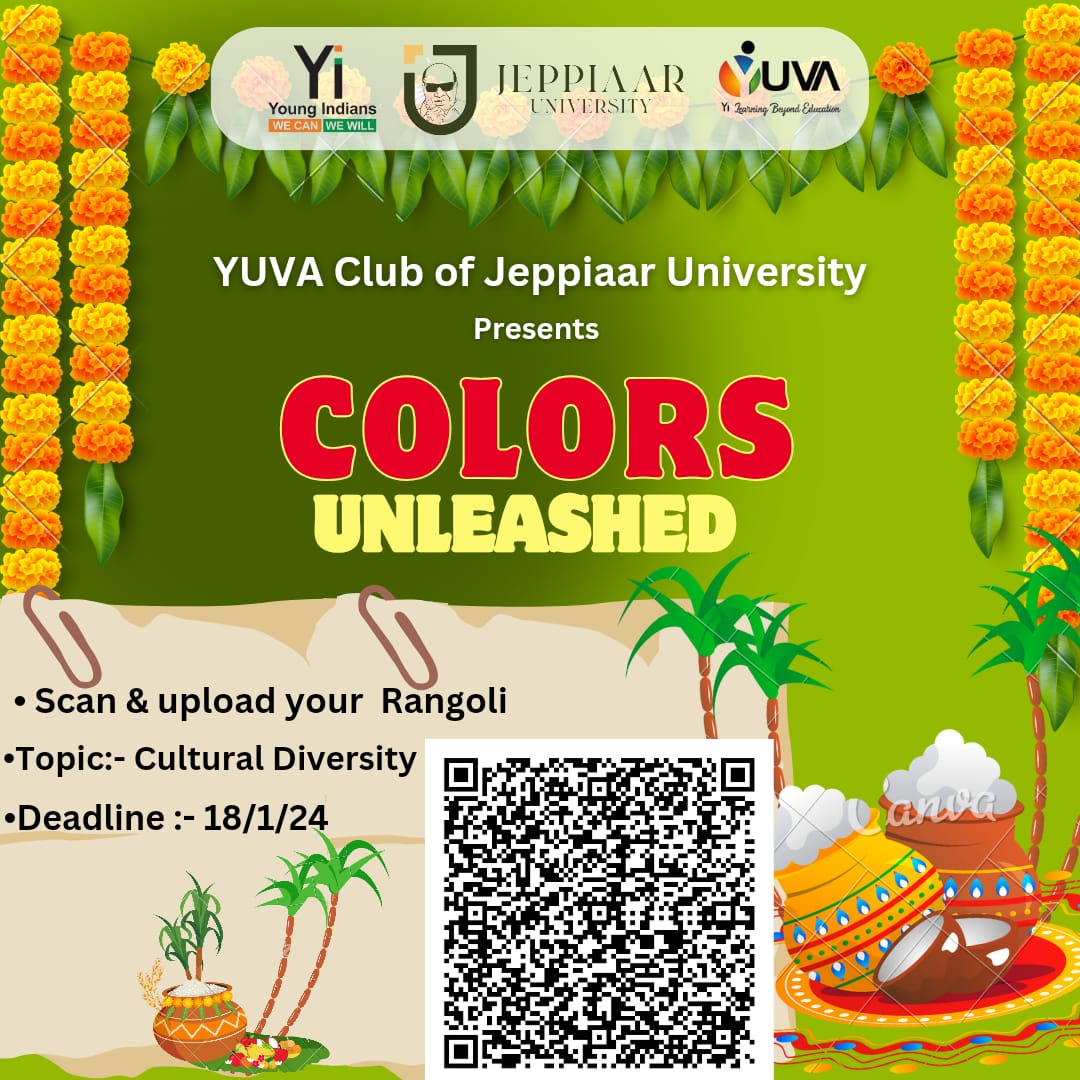 Yi
Young Indians
WE CAN WE WILL
JEPPIAAR
UNIVERSITY
YUVA
Yi Learning Beyond Education
YUVA Club of Jeppiaar University
Presents
COLORS
UNLEASHED
• Scan & upload your Rangoli
•Topic:- Cultural Diversity
•Deadline :- 18/1/24
Canva